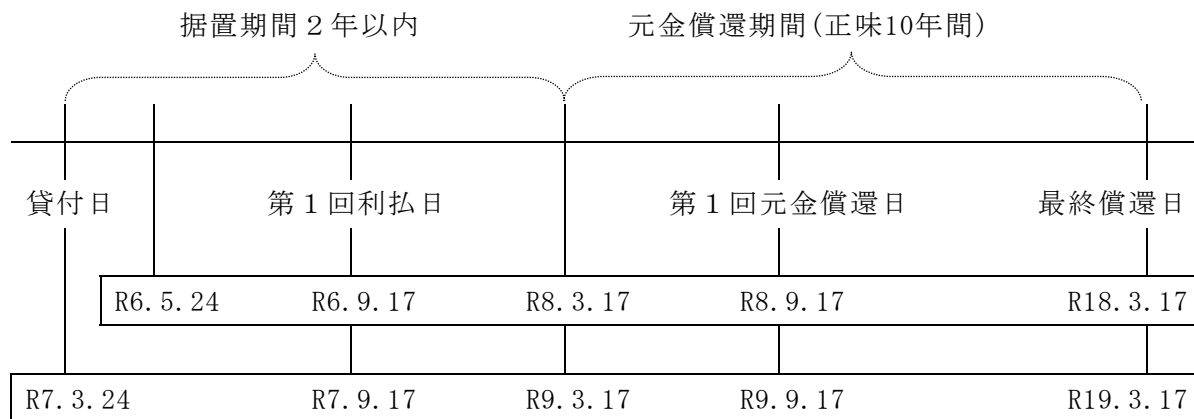 据置期間２年以内 元金償還期間(正味10年間)
貸付日 第１回利払日 第１回元金償還日 最終償還日
R6.5.24 R6.9.17 R8.3.17 R8.9.17 R18.3.17
R7.3.24 R7.9.17 R9.3.17 R9.9.17 R19.3.17